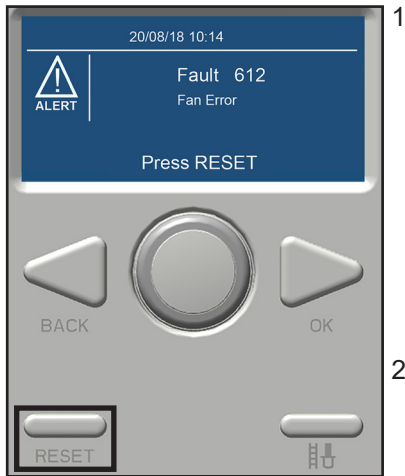 1
20/08/18 10:14
Fault 612
ALERT
Fan Error
Press RESET
BACK
OK
2
RESET